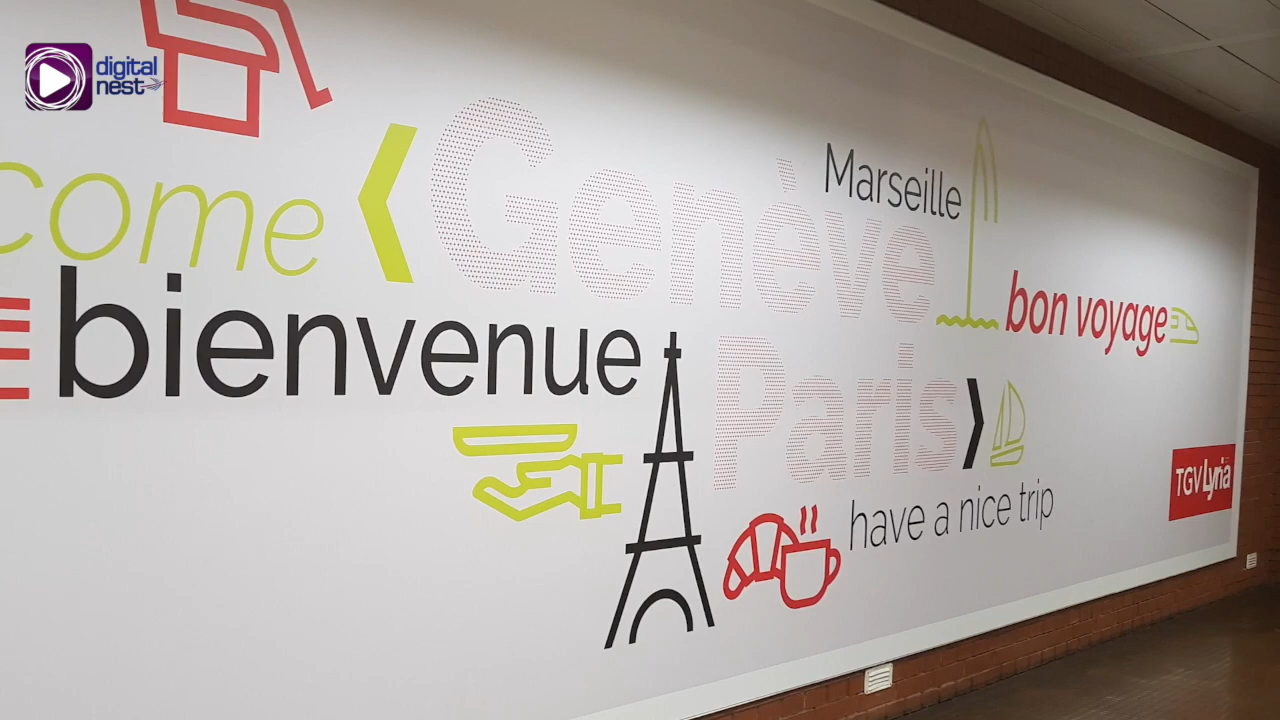 digital
nest
come
Genève
Marseille
bienvenue
bon voyage
Paris
have a nice trip
TGV Lyria